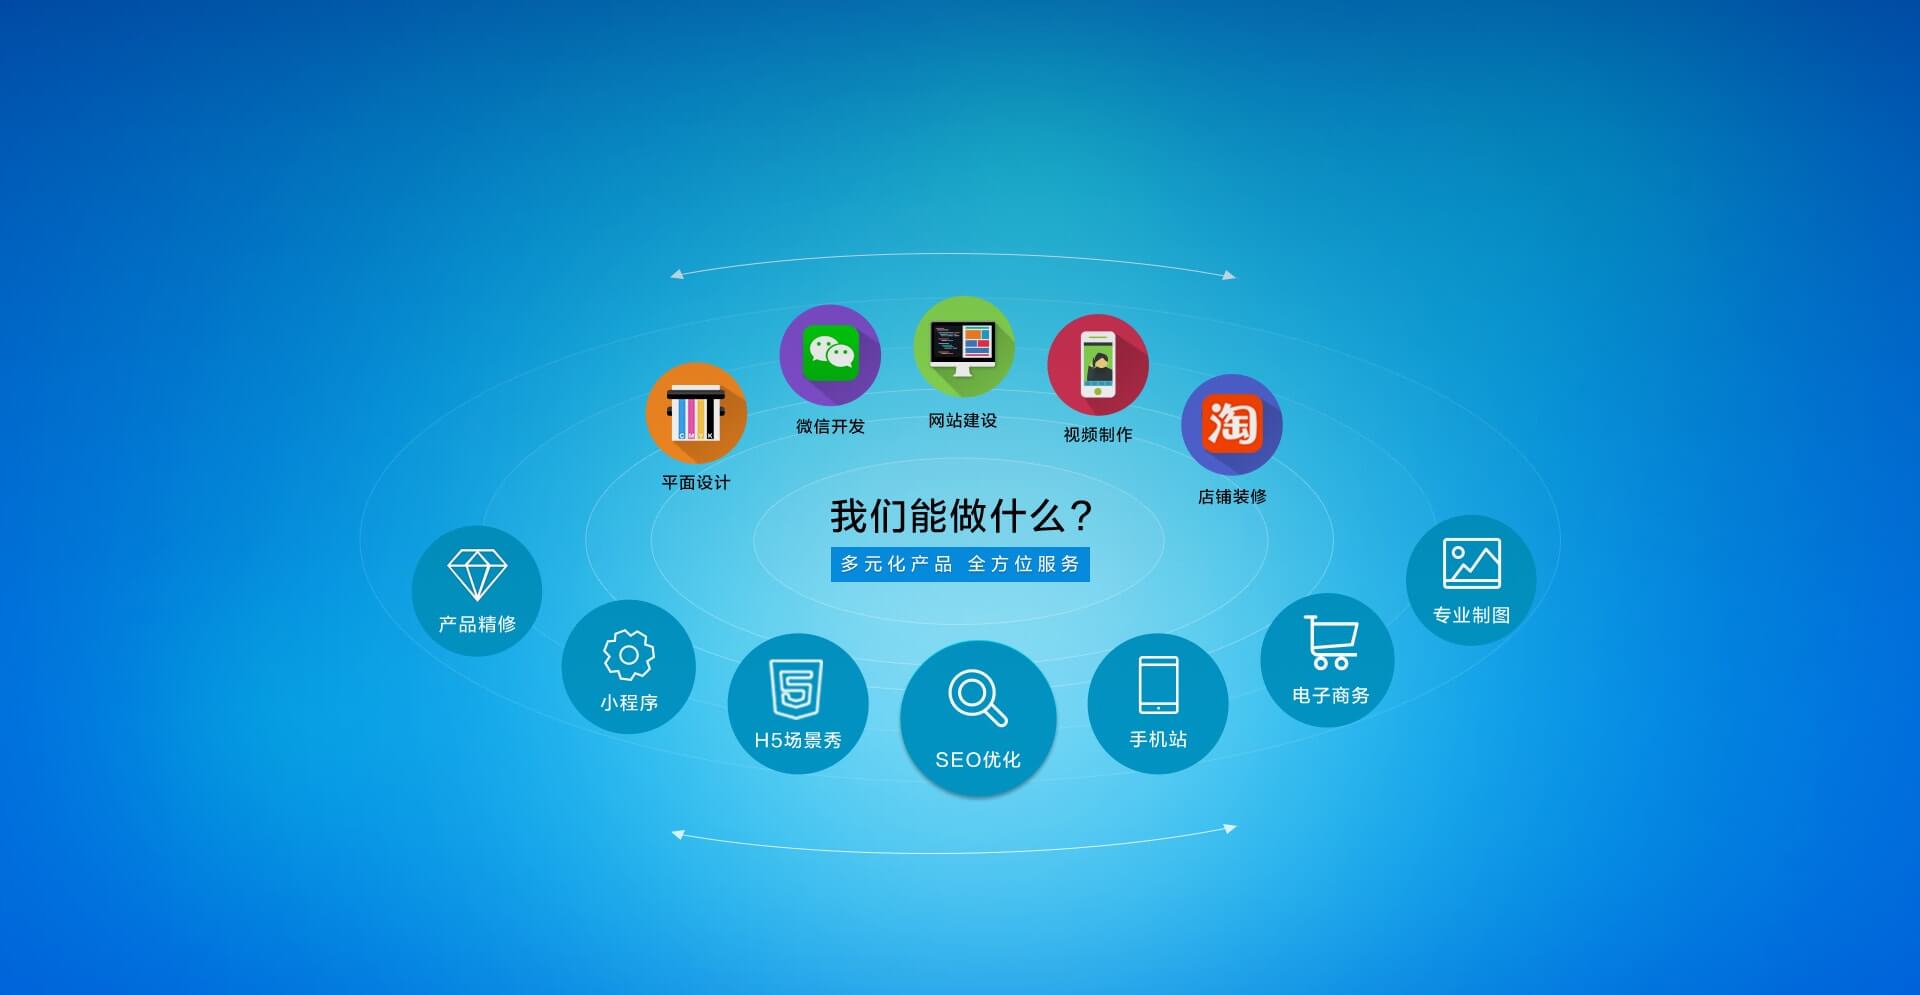 网站建设
微信开发
视频制作
平面设计
CMYK
淘
店铺装修
我们能做什么?
多元化产品 全方位服务
产品精修
小程序
H5场景秀
SEO优化
手机站
电子商务
专业制图